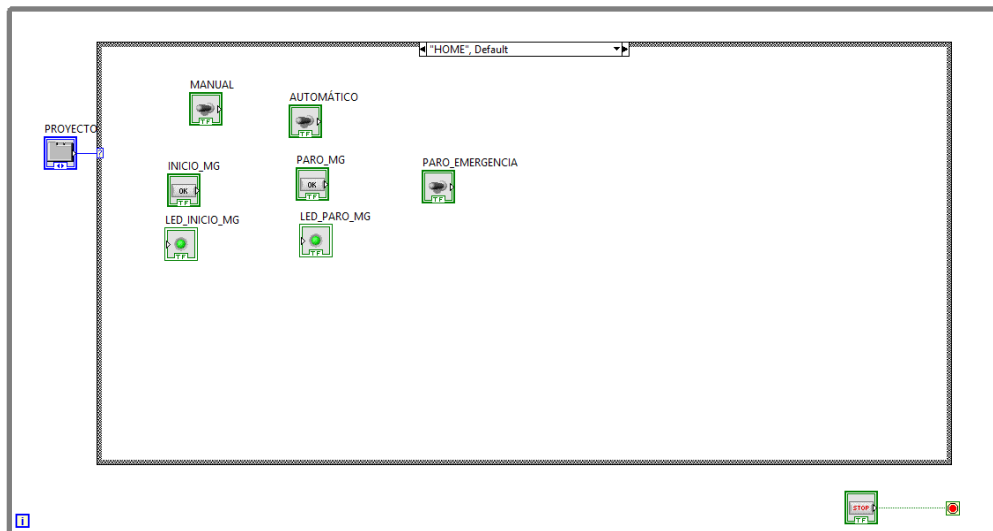 "HOME", Default
MANUAL
AUTOMÁTICO
TF
TF
PROYECTO
?
INICIO_MG
PARO_MG
PARO_EMERGENCIA
OK
OK
TF
TF
TF
LED_INICIO_MG
LED_PARO_MG
TF
TF
STOP
TF
i